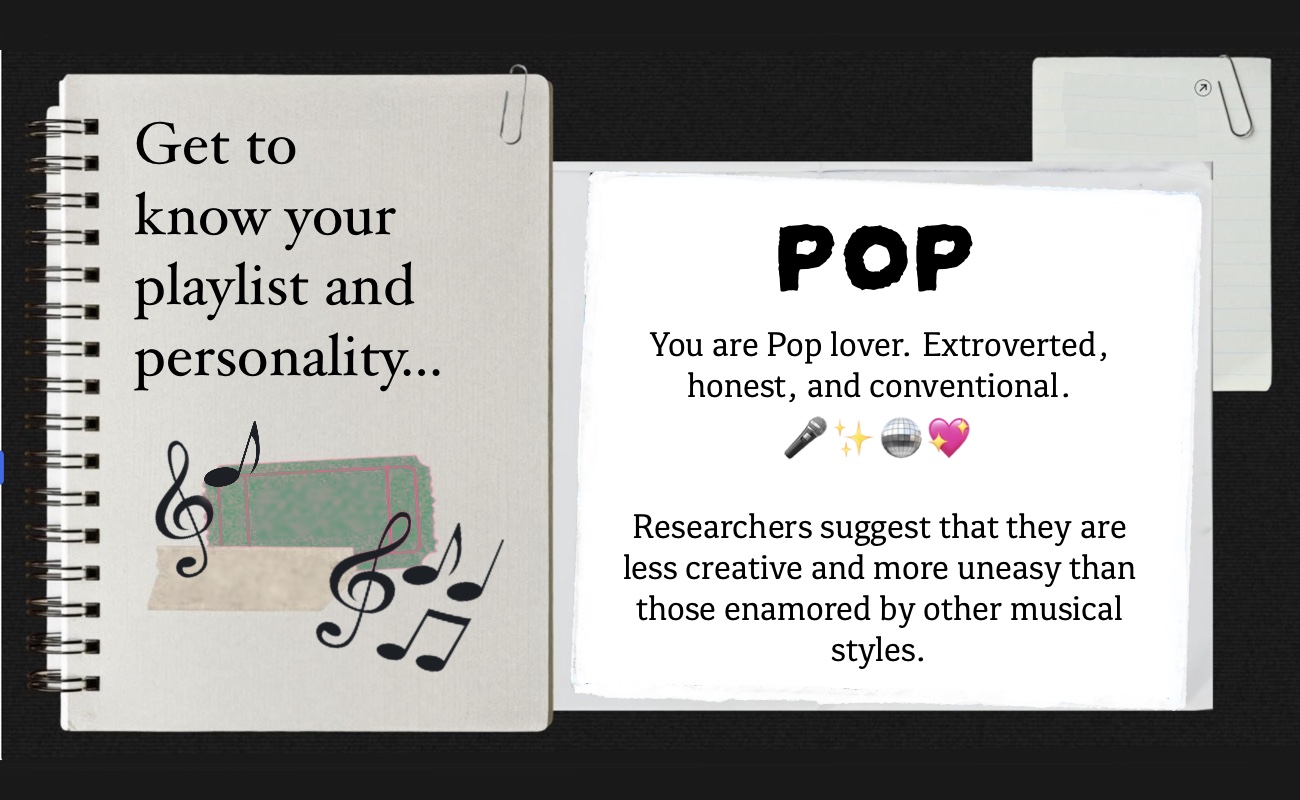 Get to
know your
playlist and
personality...
POP
You are Pop lover. Extroverted,
honest, and conventional.
🎤✨🪩💖
Researchers suggest that they are
less creative and more uneasy than
those enamored by other musical
styles.